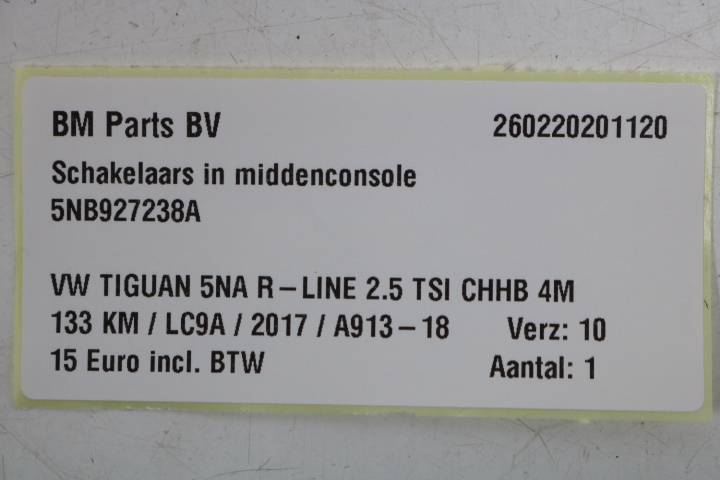 BM Parts BV 260220201120
Schakelaars in middenconsole
5NB927238A
VW TIGUAN 5NA R-LINE 2.5 TSI CHHB 4M
133 KM / LC9A / 2017 / A913-18 Verz: 10
15 Euro incl. BTW Aantal: 1